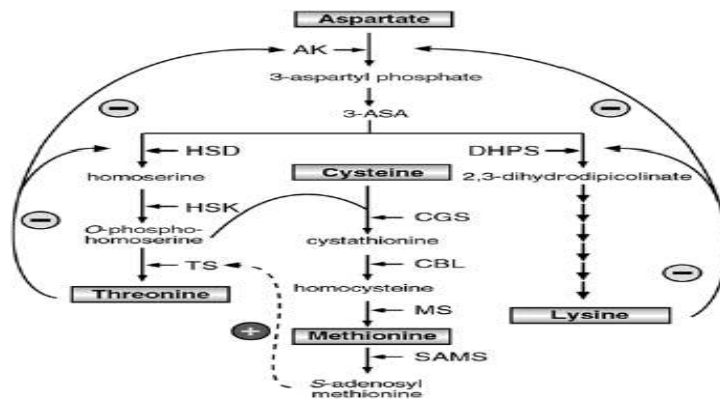 Aspartate
AK
3-aspartyl phosphate
3-ASA
HSD
DHPS
homoserine
Cysteine
2,3-dihydrodipicolinate
HSK
O-phospho-
homoserine
CGS
cystathionine
TS
CBL
Threonine
homocysteine
MS
Lysine
Methionine
SAMS
S-adenosyl
methionine